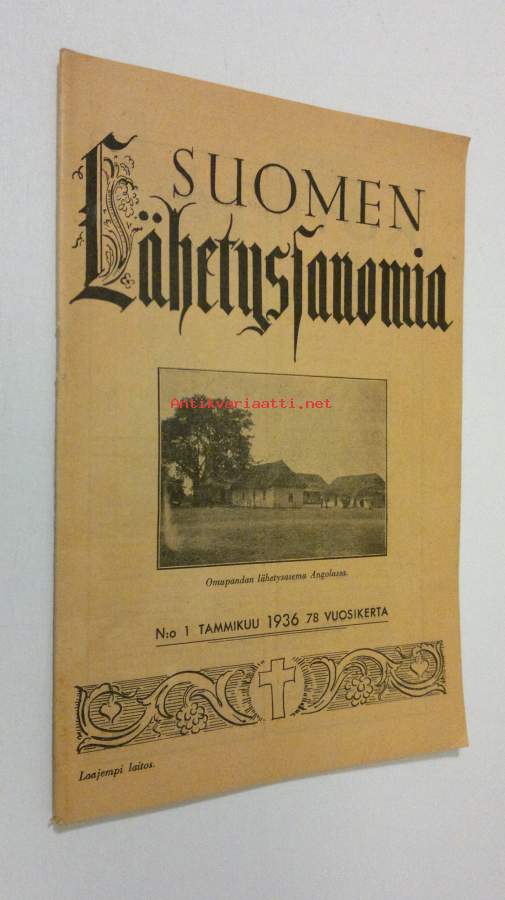 SUOMEN
Lähetyssanomia
Antikvariaatti.net
Omupandan lähetysasema Angolassa.
N:o 1 TAMMIKUU 1936 78 VUOSIKERTA
Laajempi laitos.